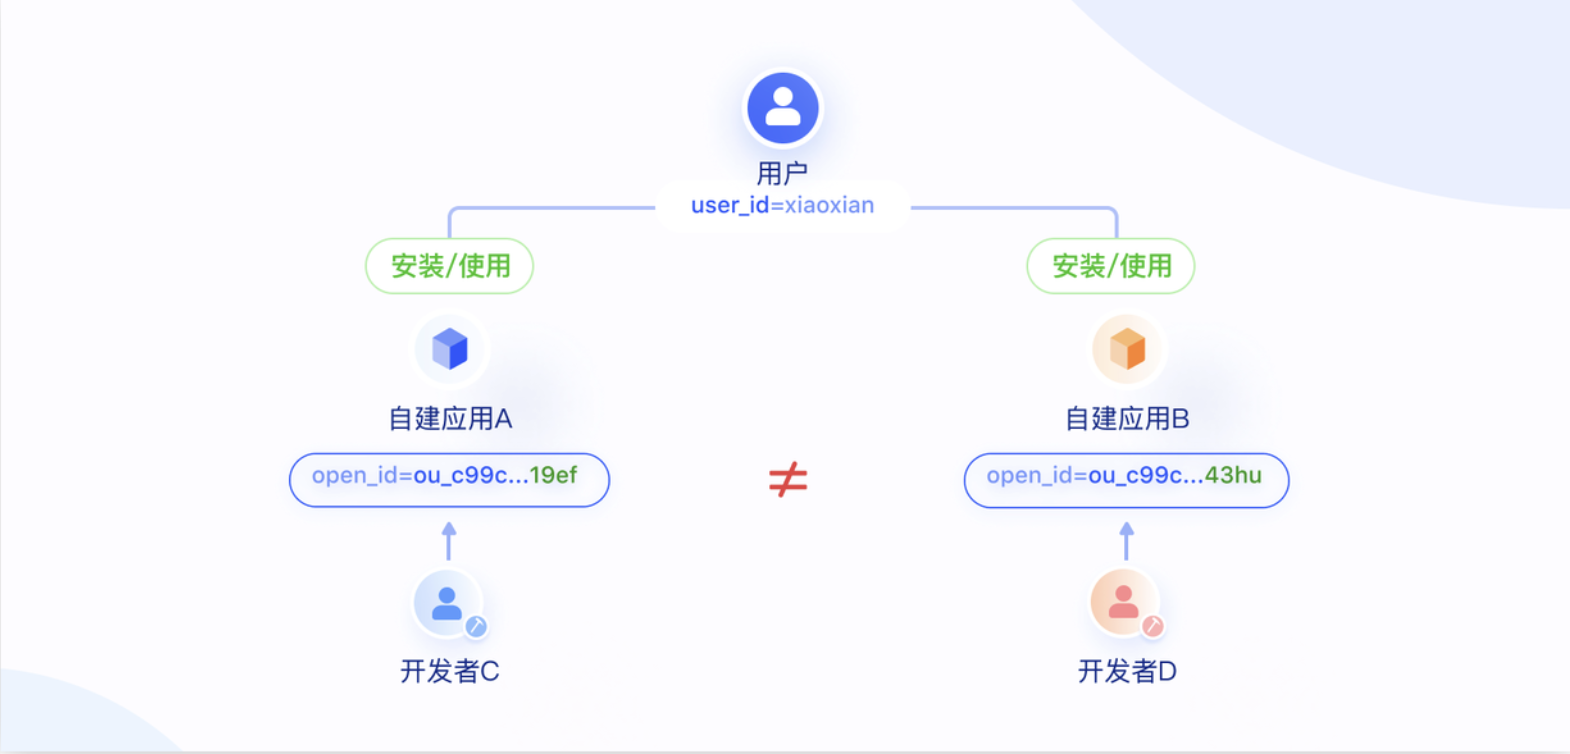 用户
user_id=xiaoxian
安装/使用
安装/使用
自建应用A
自建应用B
open_id=ou_c99c...19ef
≠
open_id=ou_c99c...43hu
开发者C
开发者D